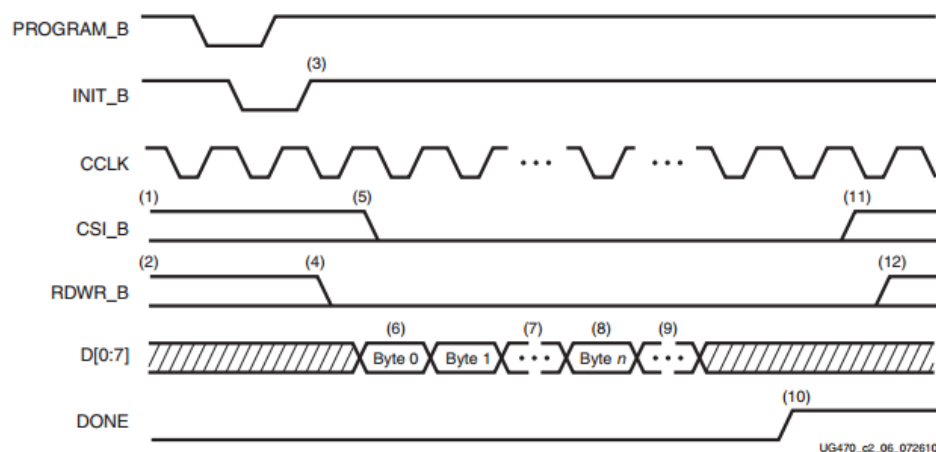 PROGRAM_B
(3)
INIT_B
CCLK
(1) (5) (11)
CSI_B
(2) (4) (12)
RDWR_B
(6) (7) (8) (9)
D[0:7] Byte 0 Byte 1 Byte n
(10)
DONE
UG470_c2_06_072610